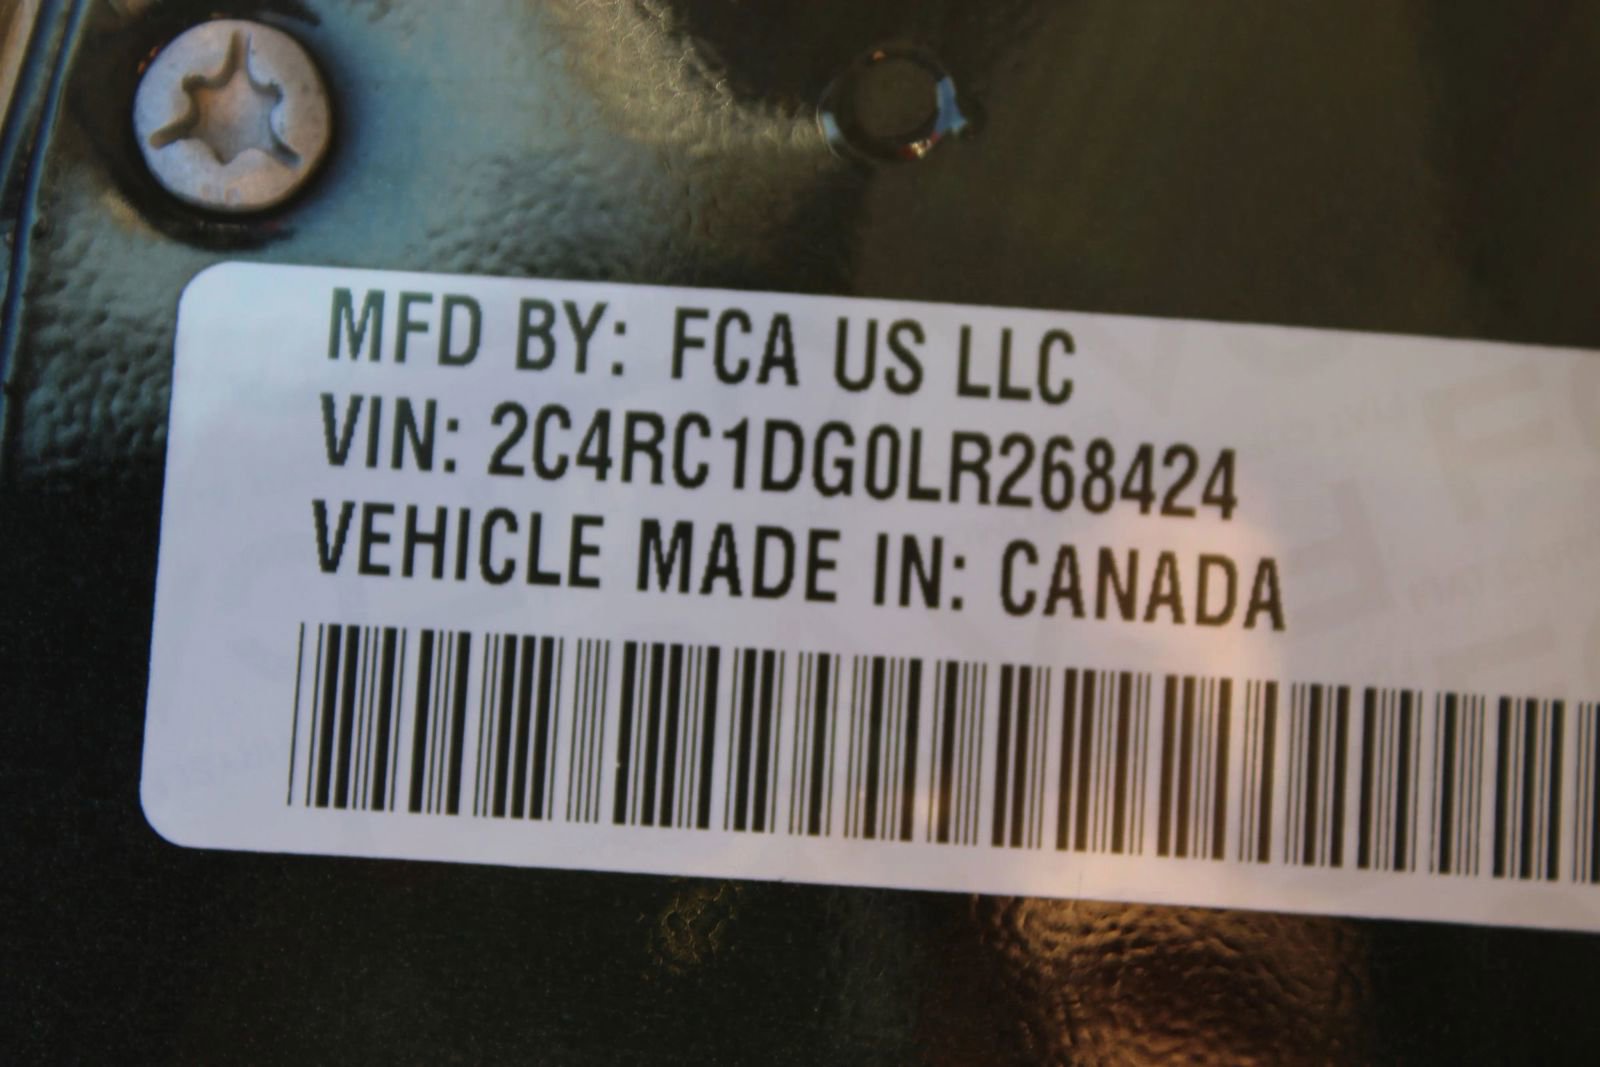 MFD BY: FCA US LLC
VIN: 2C4RC1DG0LR268424
VEHICLE MADE IN: CANADA